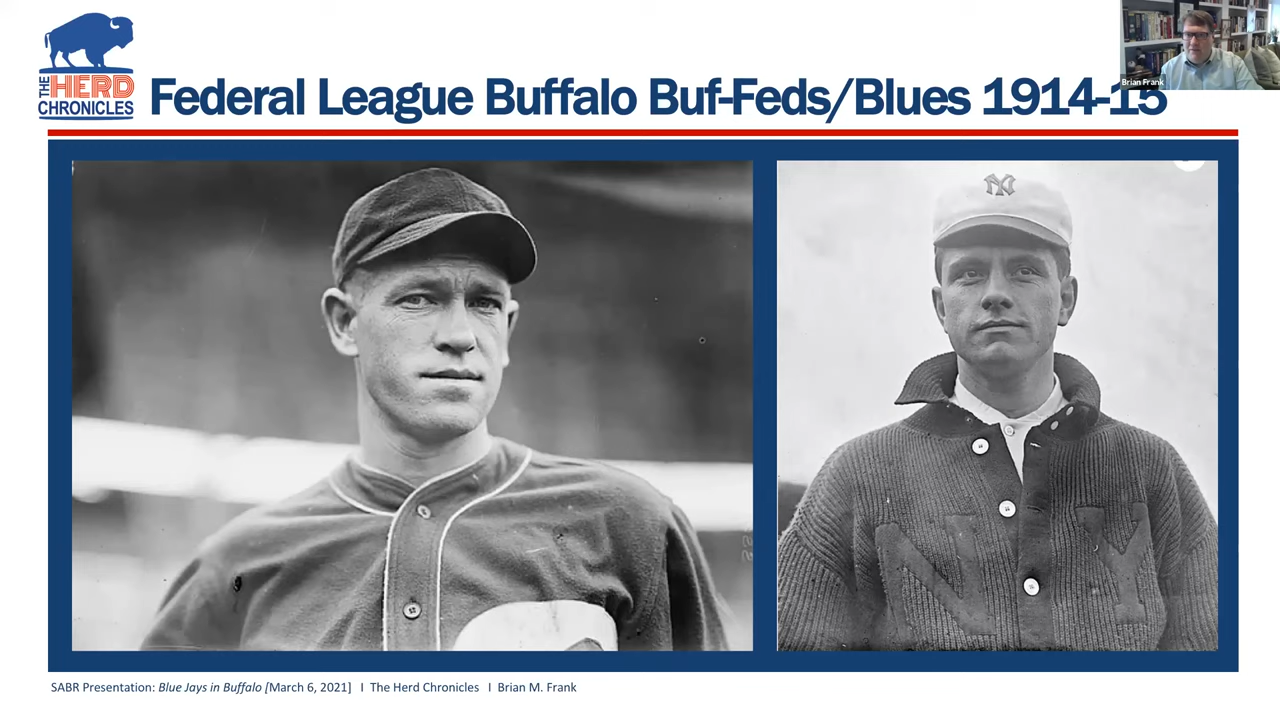 THE HERD
CHRONICLES
Federal League Buffalo Buf-Feds/Blues 1914-15
Brian Frank
NY
N Y
SABR Presentation: Blue Jays in Buffalo [March 6, 2021] I The Herd Chronicles I Brian M. Frank